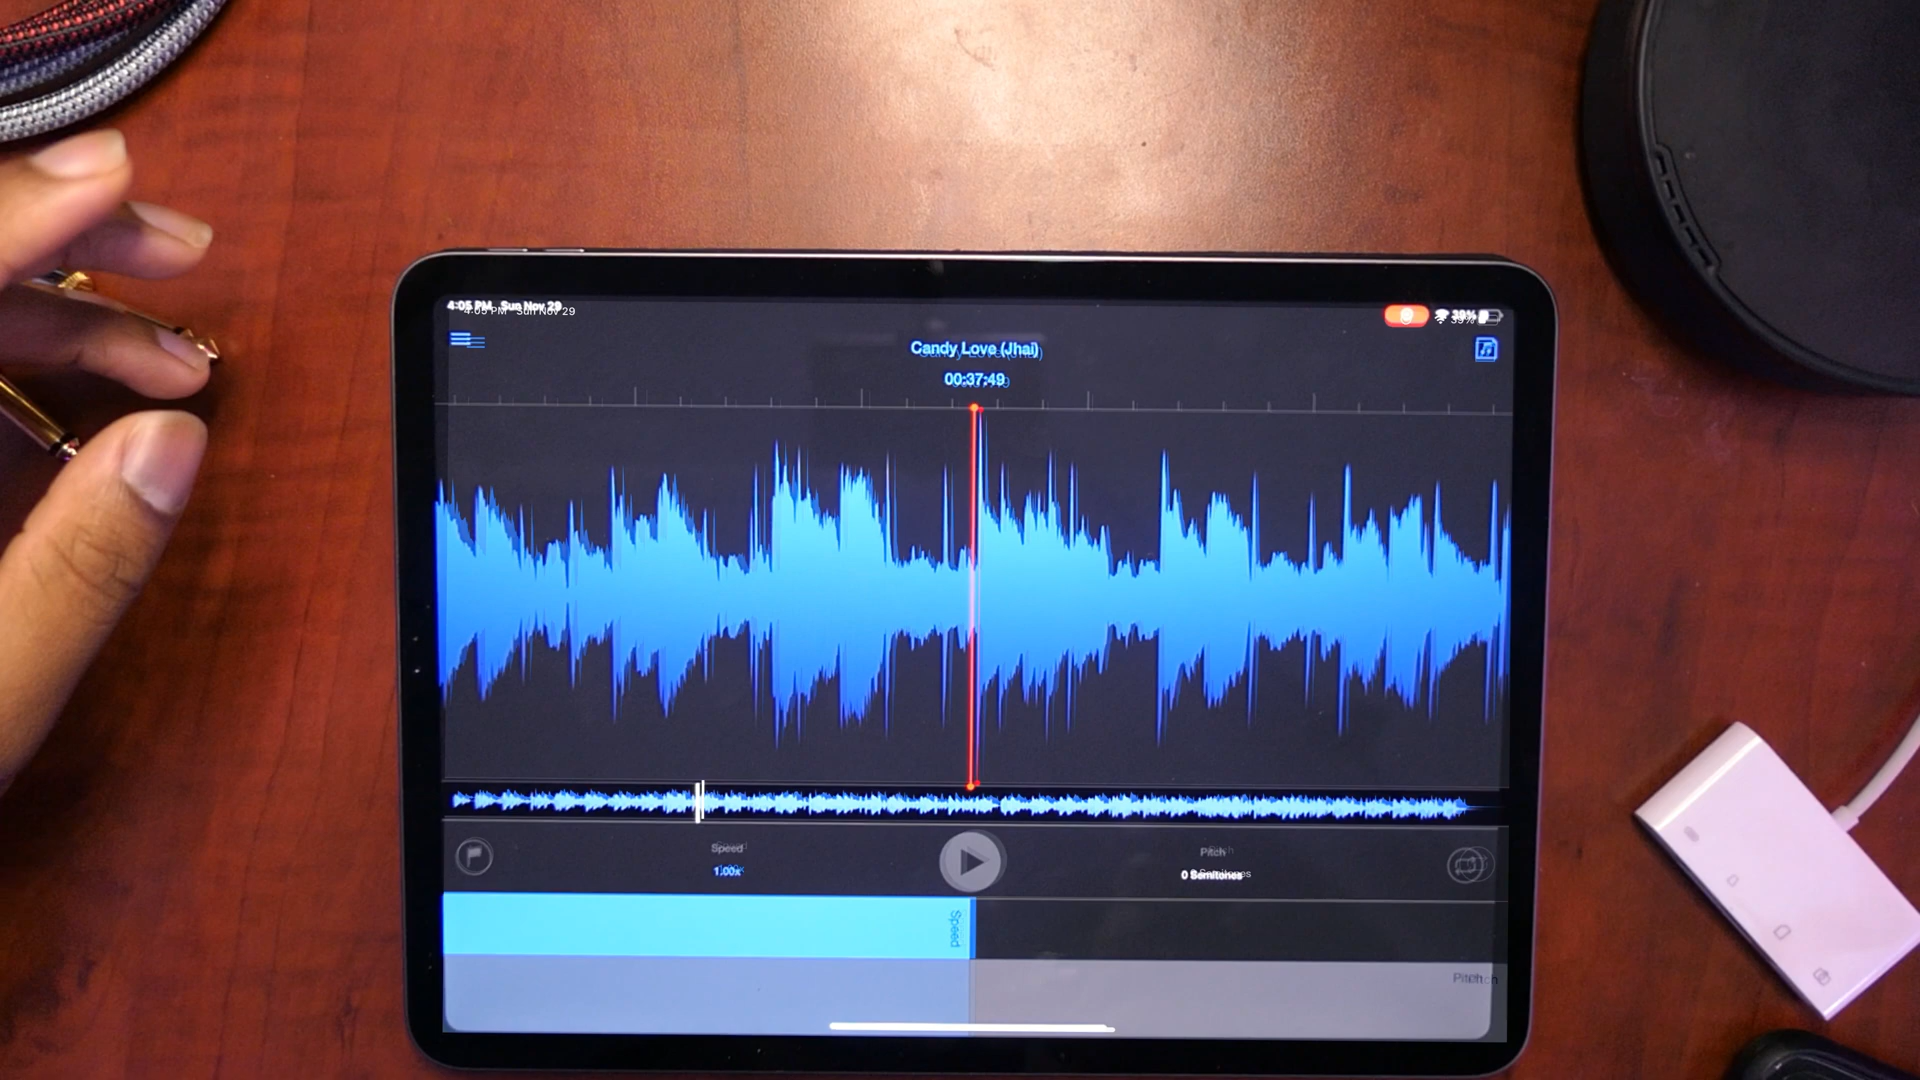 4:05 PM Sun Nov 29
39%
Candy Love (Jhai)
00:37:49
Speed
1.00x
Pitch
0 Semitones
Speed
Pitch